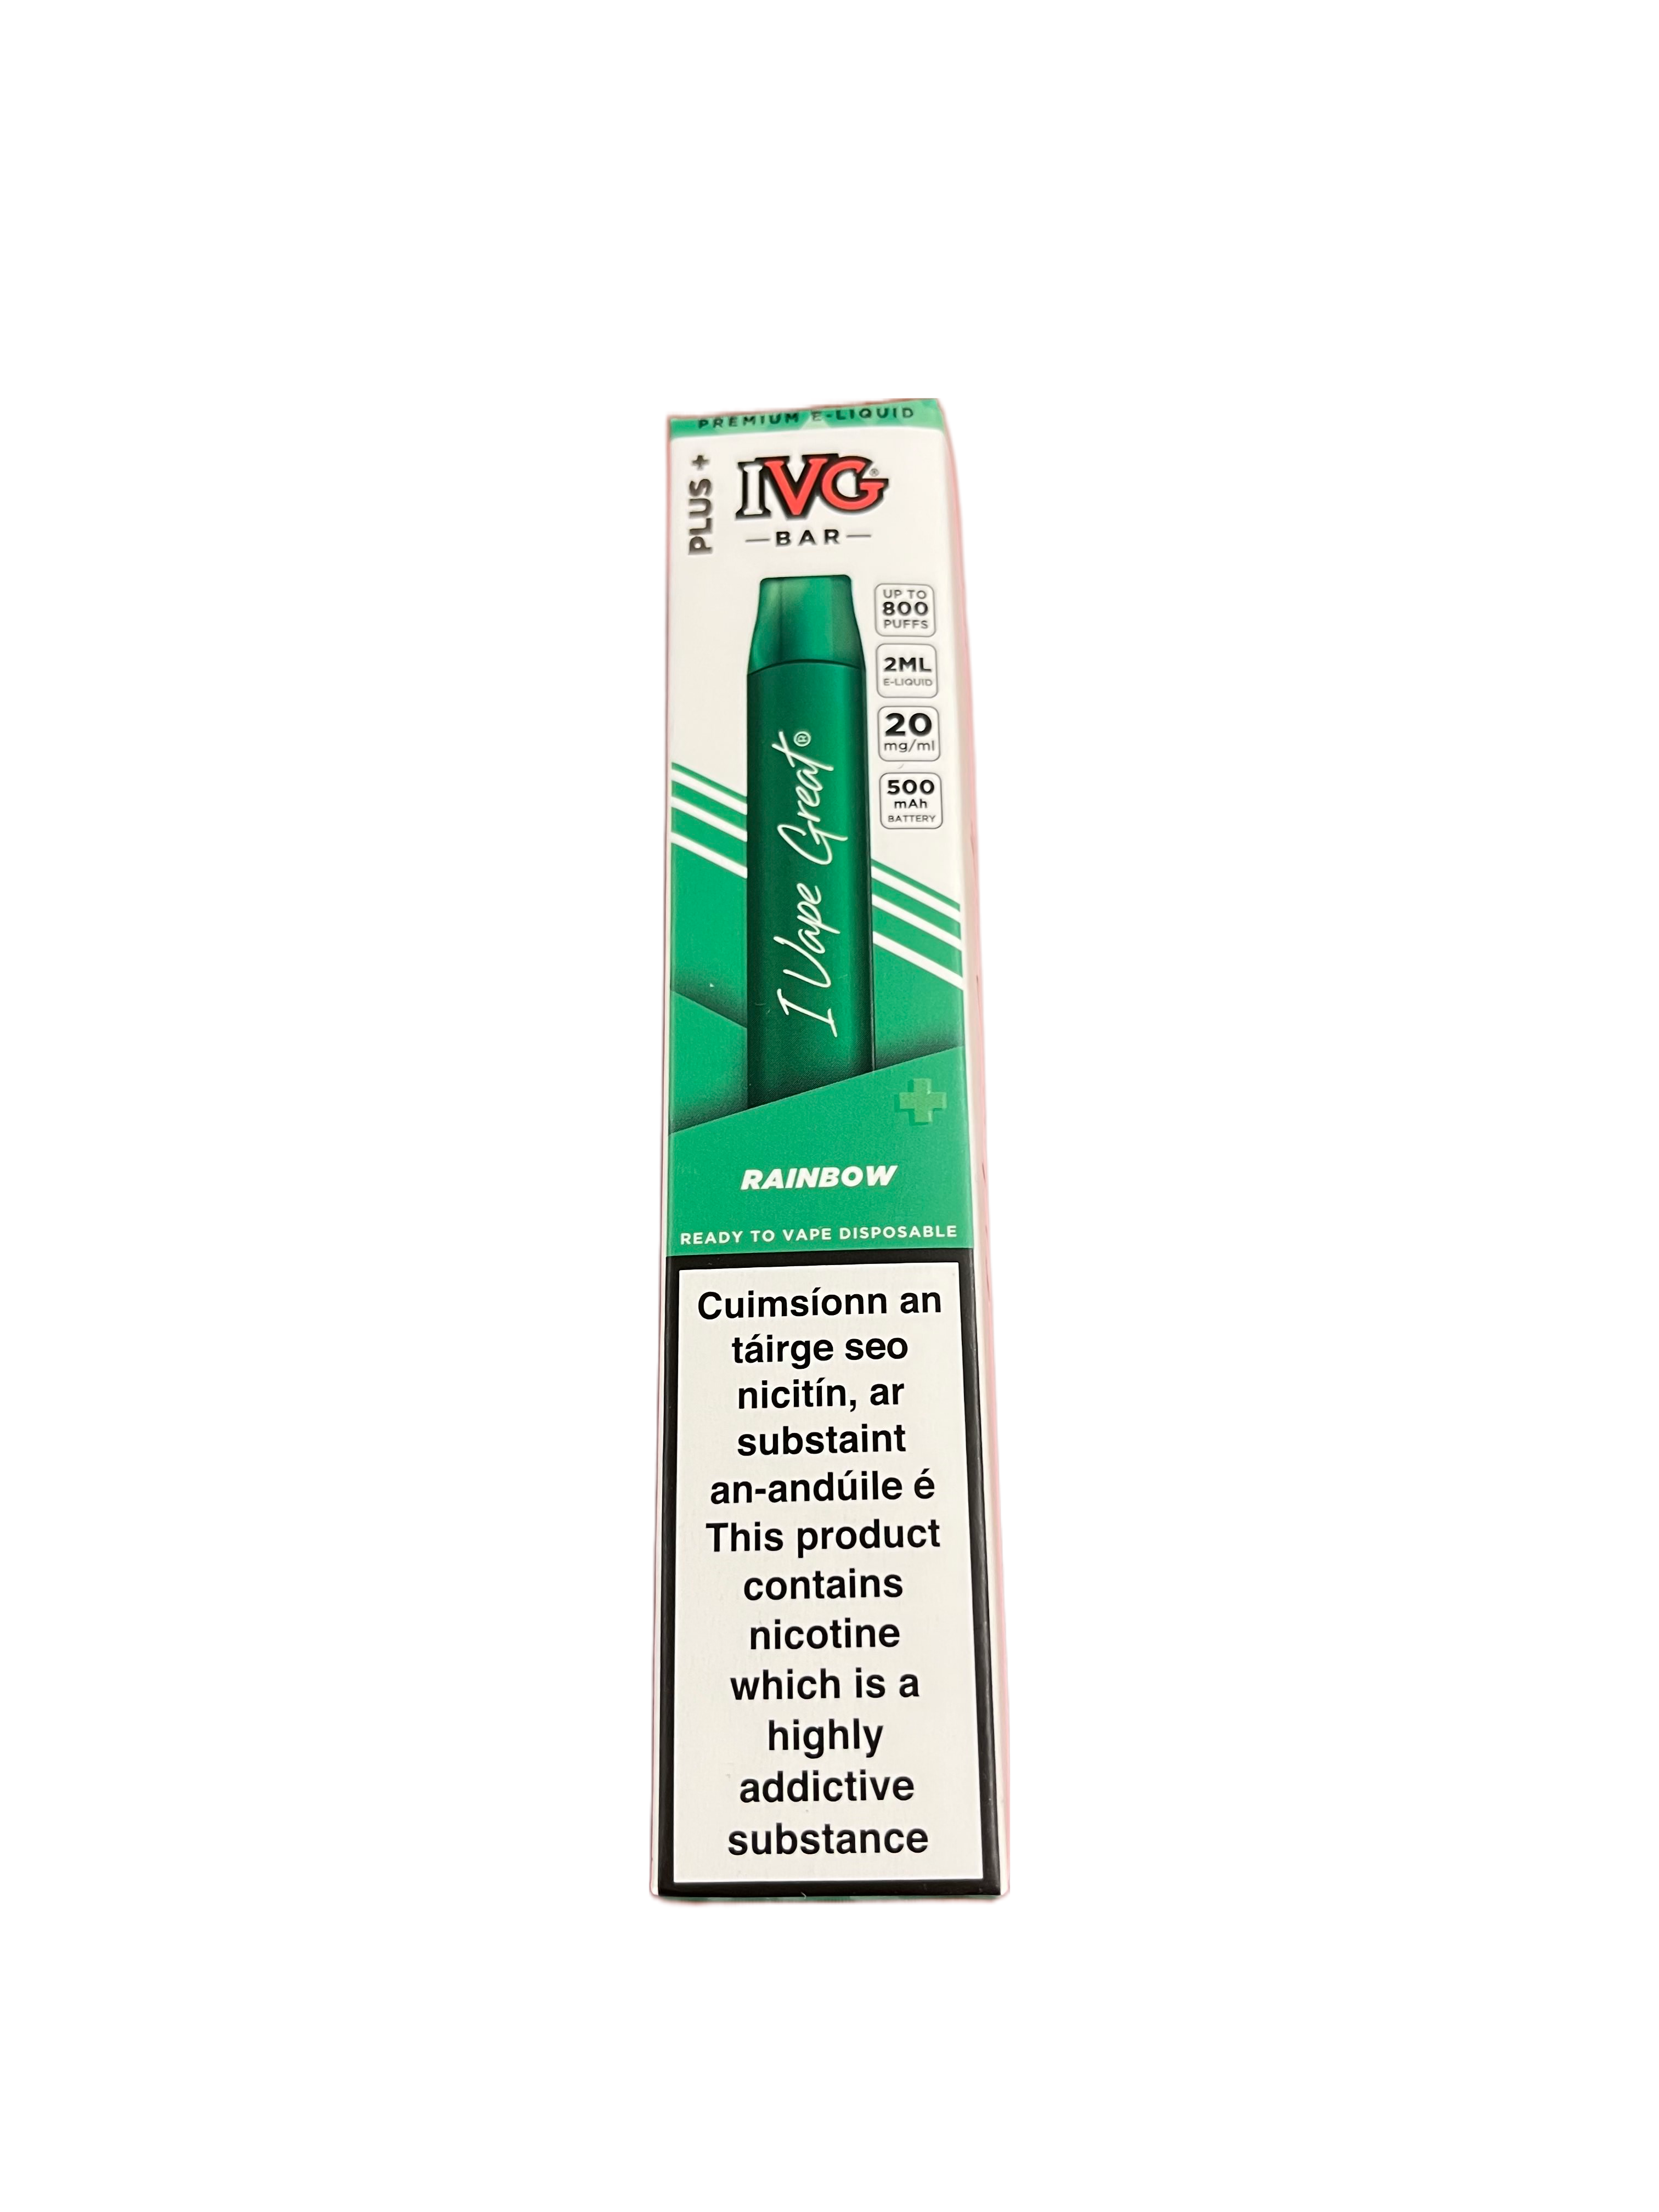 PREMIUM E-LIQUID
PLUS +
IVG®
BAR
UP TO
800
PUFFS
2ML
E-LIQUID
20
mg/ml
500
mAh
BATTERY
I Vape Great®
RAINBOW
READY TO VAPE DISPOSABLE
Cuimsíonn an
táirge seo
nicitín, ar
substaint
an-andúile é
This product
contains
nicotine
which is a
highly
addictive
substance